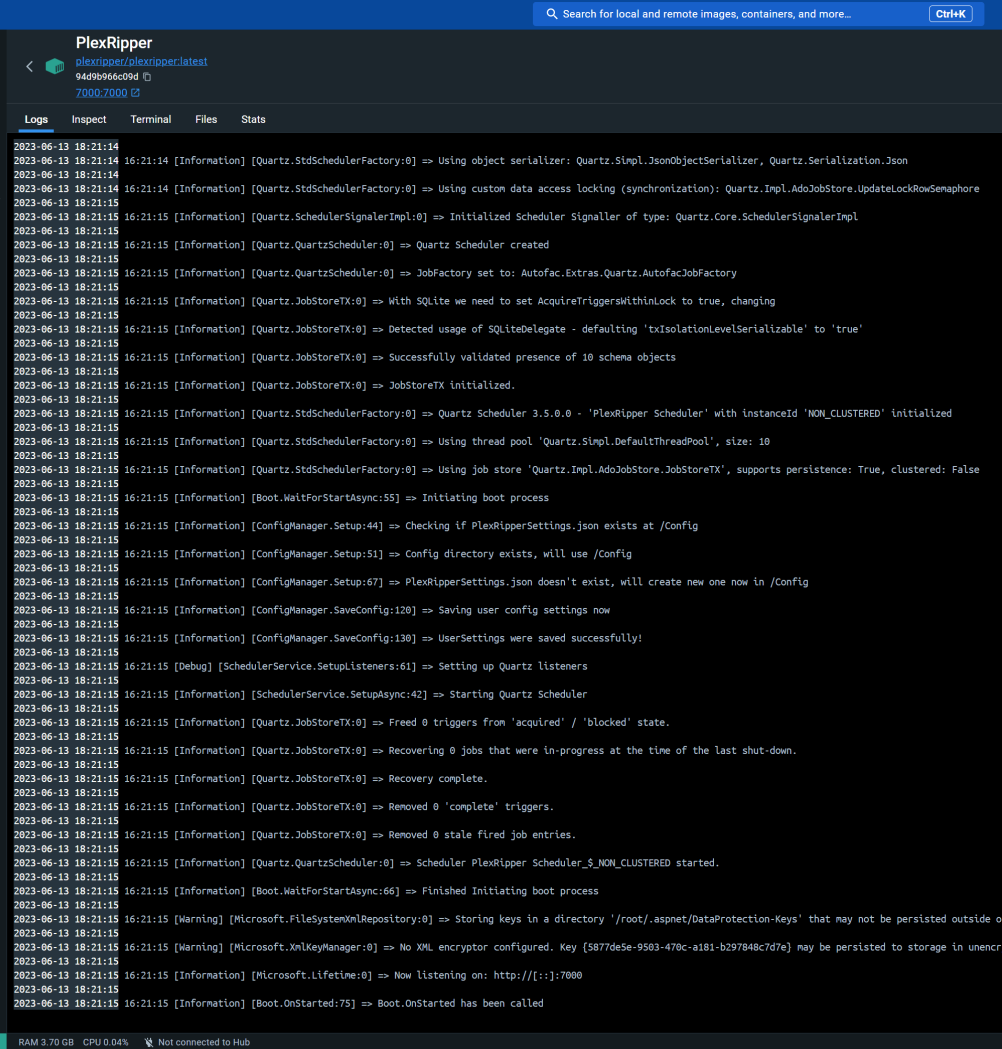 Search for local and remote images, containers, and more... Ctrl+K
PlexRipper
plexripper/plexripper:latest
94d9b966c09d
7000:7000
Logs Inspect Terminal Files Stats
2023-06-13 18:21:14
2023-06-13 18:21:14 16:21:14 [Information] [Quartz.StdSchedulerFactory:0] => Using object serializer: Quartz.Simpl.JsonObjectSerializer, Quartz.Serialization.Json
2023-06-13 18:21:14
2023-06-13 18:21:14 16:21:14 [Information] [Quartz.StdSchedulerFactory:0] => Using custom data access locking (synchronization): Quartz.Impl.AdoJobStore.UpdateLockRowSemaphore
2023-06-13 18:21:15
2023-06-13 18:21:15 16:21:15 [Information] [Quartz.SchedulerSignalerImpl:0] => Initialized Scheduler Signaller of type: Quartz.Core.SchedulerSignalerImpl
2023-06-13 18:21:15
2023-06-13 18:21:15 16:21:15 [Information] [Quartz.QuartzScheduler:0] => Quartz Scheduler created
2023-06-13 18:21:15
2023-06-13 18:21:15 16:21:15 [Information] [Quartz.QuartzScheduler:0] => JobFactory set to: Autofac.Extras.Quartz.AutofacJobFactory
2023-06-13 18:21:15
2023-06-13 18:21:15 16:21:15 [Information] [Quartz.JobStoreTX:0] => With SQLite we need to set AcquireTriggersWithinLock to true, changing
2023-06-13 18:21:15
2023-06-13 18:21:15 16:21:15 [Information] [Quartz.JobStoreTX:0] => Detected usage of SQLiteDelegate - defaulting 'txIsolationLevelSerializable' to 'true'
2023-06-13 18:21:15
2023-06-13 18:21:15 16:21:15 [Information] [Quartz.JobStoreTX:0] => Successfully validated presence of 10 schema objects
2023-06-13 18:21:15
2023-06-13 18:21:15 16:21:15 [Information] [Quartz.JobStoreTX:0] => JobStoreTX initialized.
2023-06-13 18:21:15
2023-06-13 18:21:15 16:21:15 [Information] [Quartz.StdSchedulerFactory:0] => Quartz Scheduler 3.5.0.0 - 'PlexRipper Scheduler' with instanceId 'NON_CLUSTERED' initialized
2023-06-13 18:21:15
2023-06-13 18:21:15 16:21:15 [Information] [Quartz.StdSchedulerFactory:0] => Using thread pool 'Quartz.Simpl.DefaultThreadPool', size: 10
2023-06-13 18:21:15
2023-06-13 18:21:15 16:21:15 [Information] [Quartz.StdSchedulerFactory:0] => Using job store 'Quartz.Impl.AdoJobStore.JobStoreTX', supports persistence: True, clustered: False
2023-06-13 18:21:15
2023-06-13 18:21:15 16:21:15 [Information] [Boot.WaitForStartAsync:55] => Initiating boot process
2023-06-13 18:21:15
2023-06-13 18:21:15 16:21:15 [Information] [ConfigManager.Setup:44] => Checking if PlexRipperSettings.json exists at /Config
2023-06-13 18:21:15
2023-06-13 18:21:15 16:21:15 [Information] [ConfigManager.Setup:51] => Config directory exists, will use /Config
2023-06-13 18:21:15
2023-06-13 18:21:15 16:21:15 [Information] [ConfigManager.Setup:67] => PlexRipperSettings.json doesn't exist, will create new one now in /Config
2023-06-13 18:21:15
2023-06-13 18:21:15 16:21:15 [Information] [ConfigManager.SaveConfig:120] => Saving user config settings now
2023-06-13 18:21:15
2023-06-13 18:21:15 16:21:15 [Information] [ConfigManager.SaveConfig:130] => UserSettings were saved successfully!
2023-06-13 18:21:15
2023-06-13 18:21:15 16:21:15 [Debug] [SchedulerService.SetupListeners:61] => Setting up Quartz listeners
2023-06-13 18:21:15
2023-06-13 18:21:15 16:21:15 [Information] [SchedulerService.SetupAsync:42] => Starting Quartz Scheduler
2023-06-13 18:21:15
2023-06-13 18:21:15 16:21:15 [Information] [Quartz.JobStoreTX:0] => Freed 0 triggers from 'acquired' / 'blocked' state.
2023-06-13 18:21:15
2023-06-13 18:21:15 16:21:15 [Information] [Quartz.JobStoreTX:0] => Recovering 0 jobs that were in-progress at the time of the last shut-down.
2023-06-13 18:21:15
2023-06-13 18:21:15 16:21:15 [Information] [Quartz.JobStoreTX:0] => Recovery complete.
2023-06-13 18:21:15
2023-06-13 18:21:15 16:21:15 [Information] [Quartz.JobStoreTX:0] => Removed 0 'complete' triggers.
2023-06-13 18:21:15
2023-06-13 18:21:15 16:21:15 [Information] [Quartz.JobStoreTX:0] => Removed 0 stale fired job entries.
2023-06-13 18:21:15
2023-06-13 18:21:15 16:21:15 [Information] [Quartz.QuartzScheduler:0] => Scheduler PlexRipper Scheduler_$_NON_CLUSTERED started.
2023-06-13 18:21:15
2023-06-13 18:21:15 16:21:15 [Information] [Boot.WaitForStartAsync:66] => Finished Initiating boot process
2023-06-13 18:21:15
2023-06-13 18:21:15 16:21:15 [Warning] [Microsoft.FileSystemXmlRepository:0] => Storing keys in a directory '/root/.aspnet/DataProtection-Keys' that may not be persisted outside o
2023-06-13 18:21:15
2023-06-13 18:21:15 16:21:15 [Warning] [Microsoft.XmlKeyManager:0] => No XML encryptor configured. Key {5877de5e-9503-470c-a181-b297848c7d7e} may be persisted to storage in unencr
2023-06-13 18:21:15
2023-06-13 18:21:15 16:21:15 [Information] [Microsoft.Lifetime:0] => Now listening on: http://[::]:7000
2023-06-13 18:21:15
2023-06-13 18:21:15 16:21:15 [Information] [Boot.OnStarted:75] => Boot.OnStarted has been called
RAM 3.70 GB CPU 0.04% Not connected to Hub